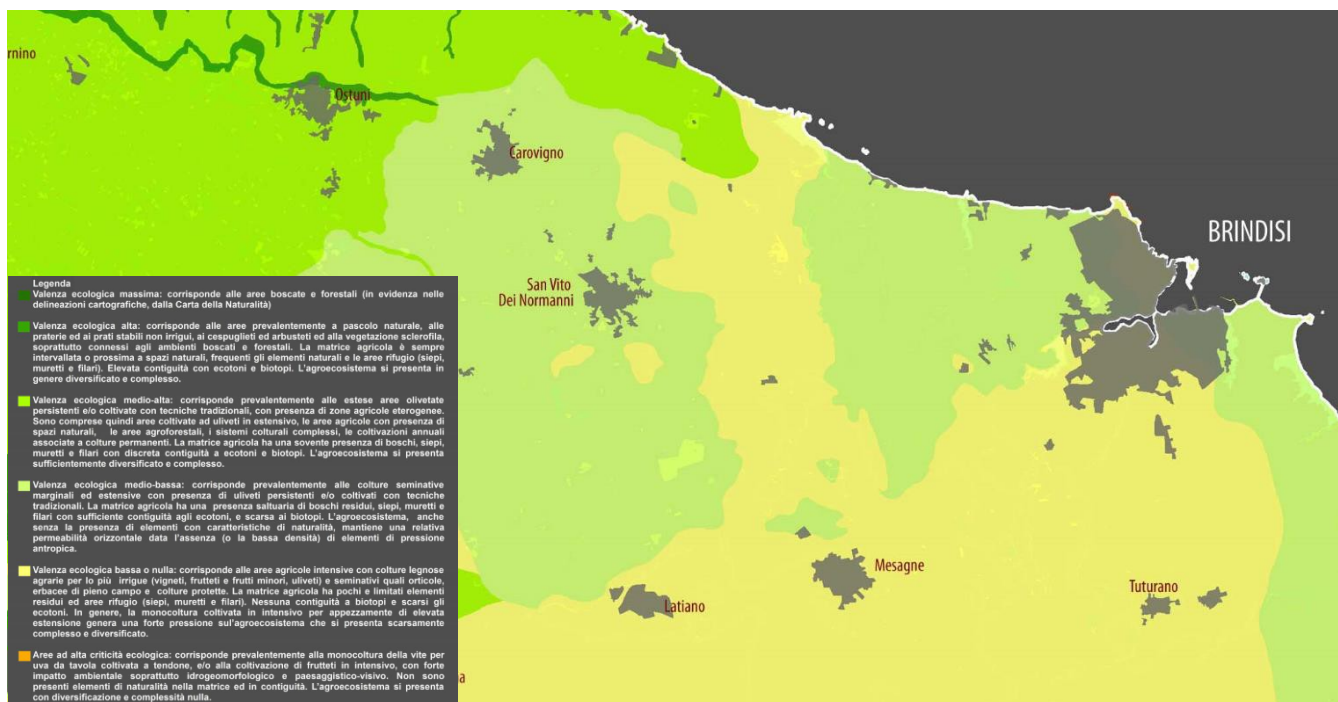 rnino
Ostuni
Carovigno
BRINDISI
San Vito
Dei Normanni
Mesagne
Latiano
Tuturano
a
Legenda
Valenza ecologica massima: corrisponde alle aree boscate e forestali (in evidenza nelle
delineazioni cartografiche, dalla Carta della Naturalità)
Valenza ecologica alta: corrisponde alle aree prevalentemente a pascolo naturale, alle
praterie ed ai prati stabili non irrigui, ai cespuglieti ed arbusteti ed alla vegetazione sclerofila,
soprattutto connessi agli ambienti boscati e forestali. La matrice agricola è sempre
intervallata o prossima a spazi naturali, frequenti gli elementi naturali e le aree rifugio (siepi,
muretti e filari). Elevata contiguità con ecotoni e biotopi. L'agroecosistema si presenta in
genere diversificato e complesso.
Valenza ecologica medio-alta: corrisponde prevalentemente alle estese aree olivetate
persistenti e/o coltivate con tecniche tradizionali, con presenza di zone agricole eterogenee.
Sono comprese quindi aree coltivate ad uliveti in estensivo, le aree agricole con presenza di
spazi naturali, le aree agroforestali, i sistemi colturali complessi, le coltivazioni annuali
associate a colture permanenti. La matrice agricola ha una sovente presenza di boschi, siepi,
muretti e filari con discreta contiguità a ecotoni e biotopi. L'agroecosistema si presenta
sufficientemente diversificato e complesso.
Valenza ecologica medio-bassa: corrisponde prevalentemente alle colture seminative
marginali ed estensive con presenza di uliveti persistenti e/o coltivati con tecniche
tradizionali. La matrice agricola ha una presenza saltuaria di boschi residui, siepi, muretti e
filari con sufficiente contiguità agli ecotoni, e scarsa ai biotopi. L'agroecosistema, anche
senza la presenza di elementi con caratteristiche di naturalità, mantiene una relativa
permeabilità orizzontale data l'assenza (o la bassa densità) di elementi di pressione
antropica.
Valenza ecologica bassa o nulla: corrisponde alle aree agricole intensive con colture legnose
agrarie per lo più irrigue (vigneti, frutteti e frutti minori, uliveti) e seminativi quali orticole,
erbacee di pieno campo e colture protette. La matrice agricola ha pochi e limitati elementi
residui ed aree rifugio (siepi, muretti e filari). Nessuna contiguità a biotopi e scarsi gli
ecotoni. In genere, la monocoltura coltivata in intensivo per appezzamento di elevata
estensione genera una forte pressione sull'agroecosistema che si presenta scarsamente
complesso e diversificato.
Aree ad alta criticità ecologica: corrisponde prevalentemente alla monocoltura della vite per
uva da tavola coltivata a tendone, e/o alla coltivazione di frutteti in intensivo, con forte
impatto ambientale soprattutto idrogeomorfologico e paesaggistico-visivo. Non sono
presenti elementi di naturalità nella matrice ed in contiguità. L'agroecosistema si presenta
con diversificazione e complessità nulla.